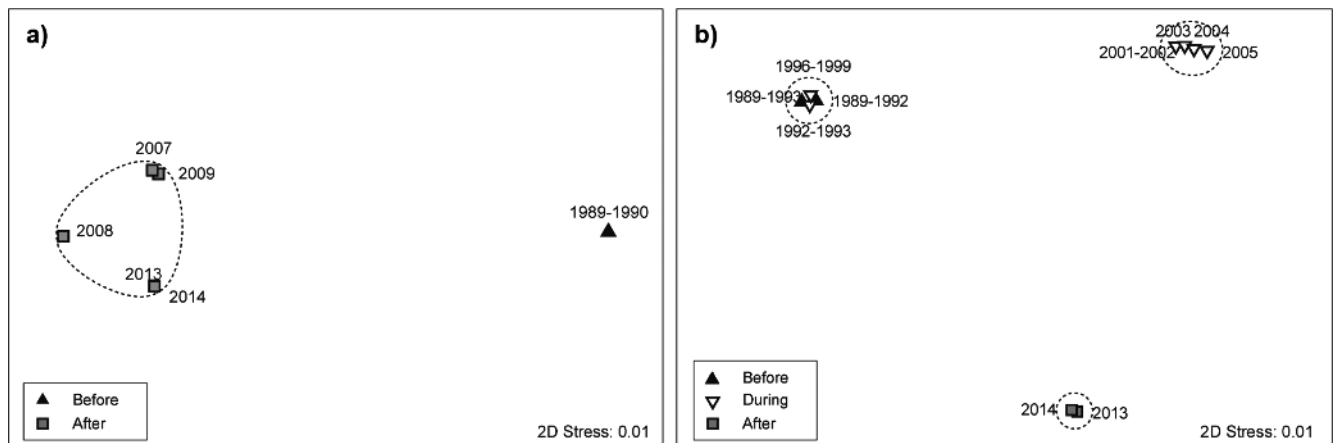 a)
2007
2009
2008
2013
2014
1989-1990
Before
After
2D Stress: 0.01
b)
2003 2004
2001-2002
2005
1996-1999
1989-1993
1989-1992
1992-1993
2014
2013
Before
During
After
2D Stress: 0.01